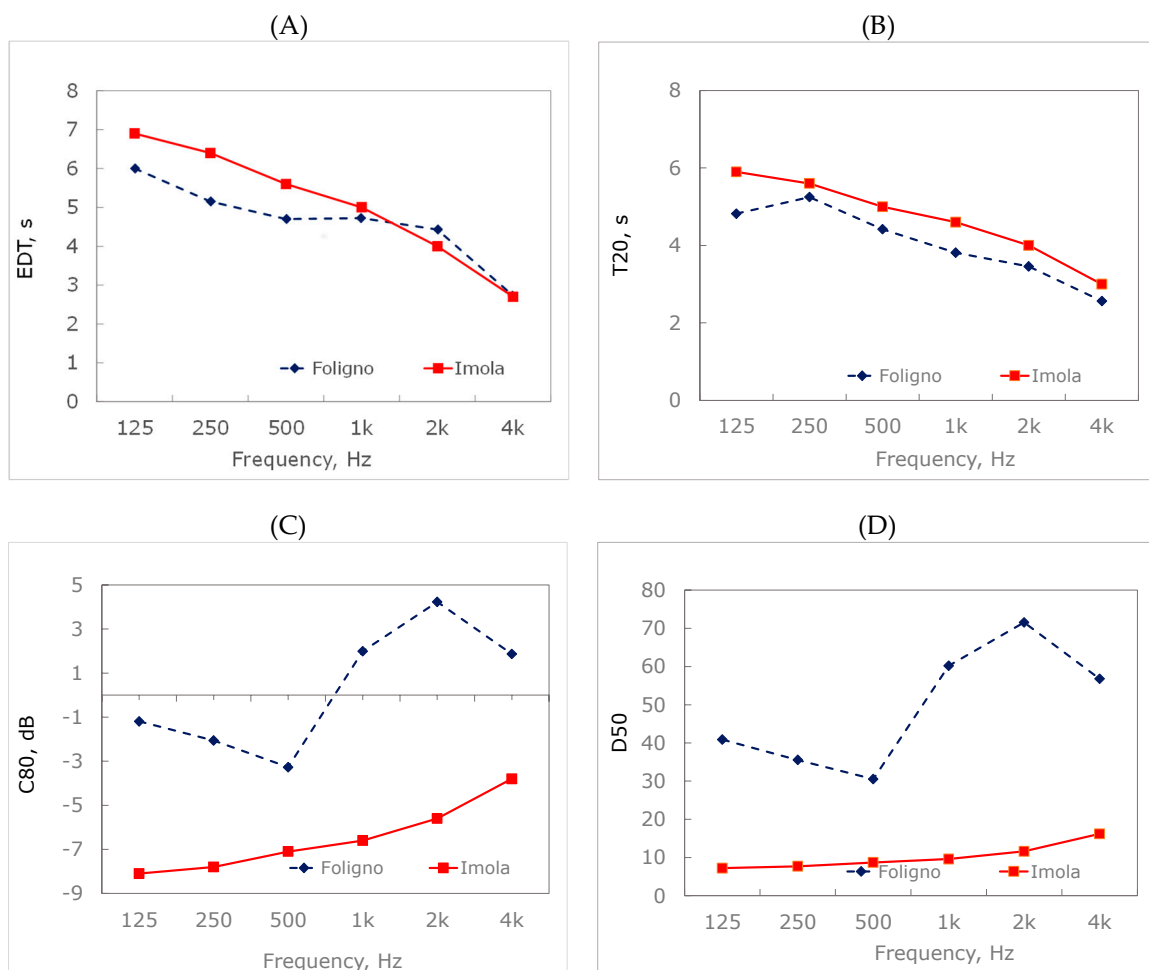 (A)
8
7
6
5
4
3
2
1
0
EDT, s
Foligno
Imola
125 250 500 1k 2k 4k
Frequency, Hz
(B)
8
6
4
2
0
T20, s
Foligno
Imola
125 250 500 1k 2k 4k
Frequency, Hz
(C)
5
3
1
-1
-3
-5
-7
-9
C80, dB
Foligno
Imola
125 250 500 1k 2k 4k
Frequency, Hz
(D)
80
70
60
50
40
30
20
10
0
D50
Foligno
Imola
125 250 500 1k 2k 4k
Frequency, Hz